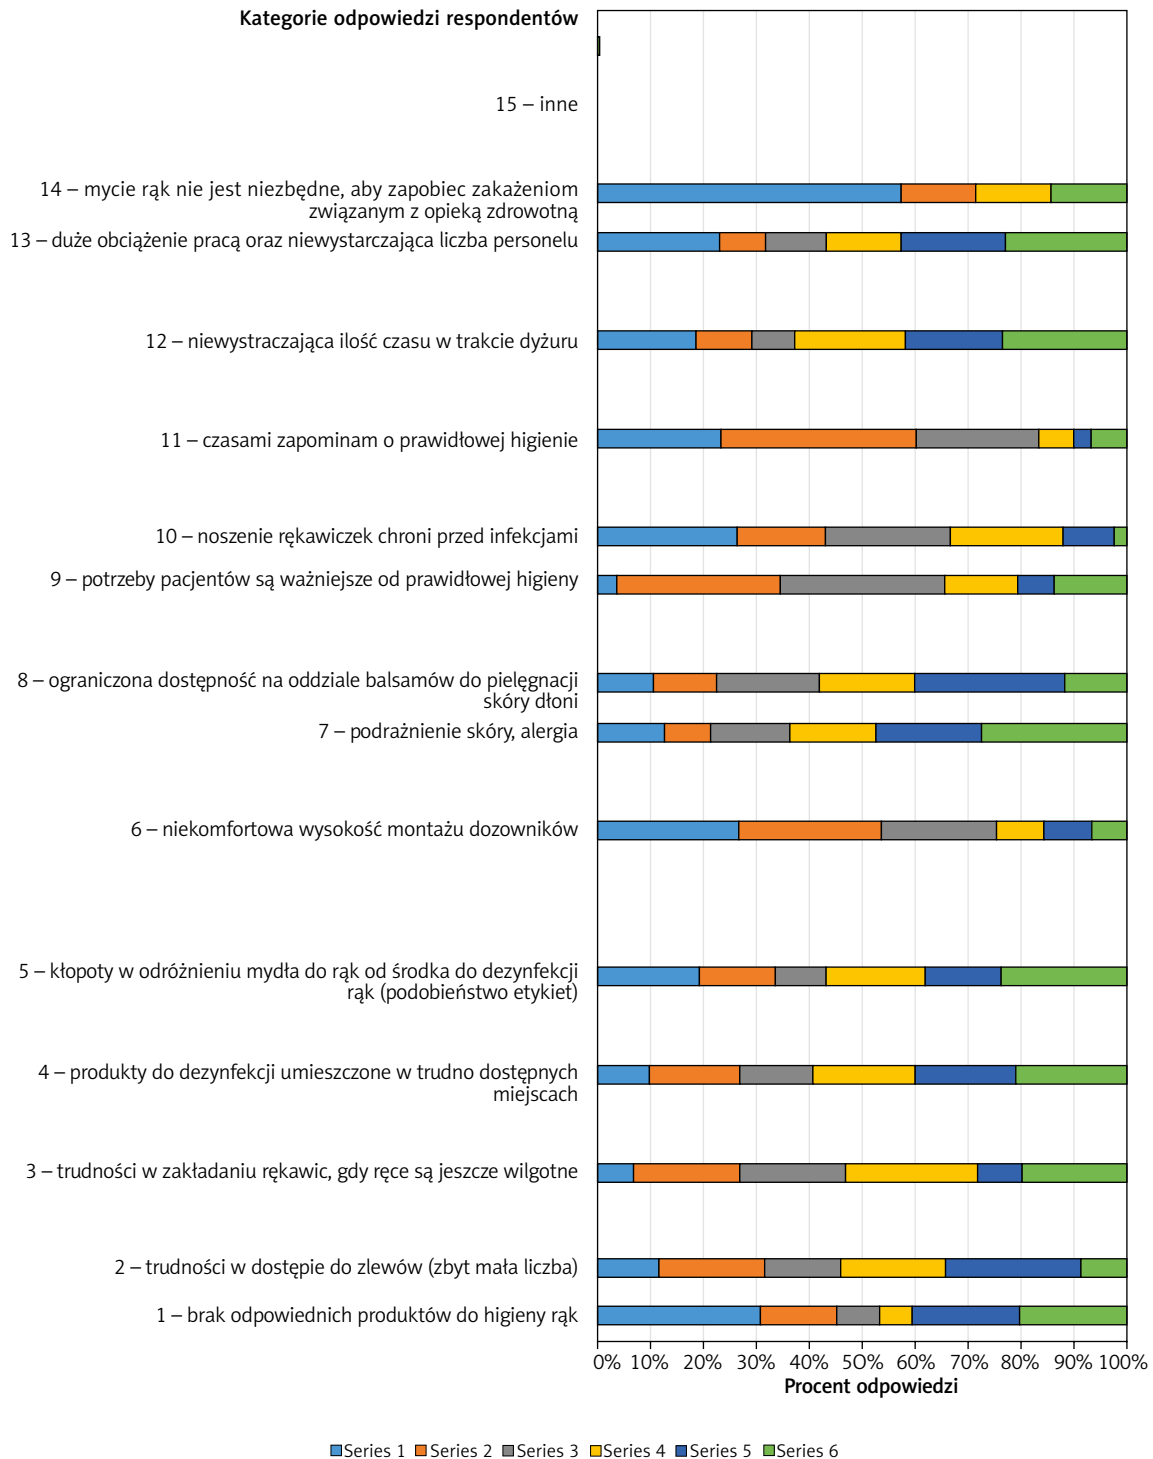 Kategorie odpowiedzi respondentów
15 – inne
14 – mycie rąk nie jest niezbędne, aby zapobiec zakażeniom
związanym z opieką zdrowotną
13 – duże obciążenie pracą oraz niewystarczająca liczba personelu
12 – niewystraczająca ilość czasu w trakcie dyżuru
11 – czasami zapominam o prawidłowej higienie
10 – noszenie rękawiczek chroni przed infekcjami
9 – potrzeby pacjentów są ważniejsze od prawidłowej higieny
8 – ograniczona dostępność na oddziale balsamów do pielęgnacji
skóry dłoni
7 – podrażnienie skóry, alergia
6 – niekomfortowa wysokość montażu dozowników
5 – kłopoty w odróżnieniu mydła do rąk od środka do dezynfekcji
rąk (podobieństwo etykiet)
4 – produkty do dezynfekcji umieszczone w trudno dostępnych
miejscach
3 – trudności w zakładaniu rękawic, gdy ręce są jeszcze wilgotne
2 – trudności w dostępie do zlewów (zbyt mała liczba)
1 – brak odpowiednich produktów do higieny rąk
0% 10% 20% 30% 40% 50% 60% 70% 80% 90% 100%
Procent odpowiedzi
Series 1 Series 2 Series 3 Series 4 Series 5 Series 6